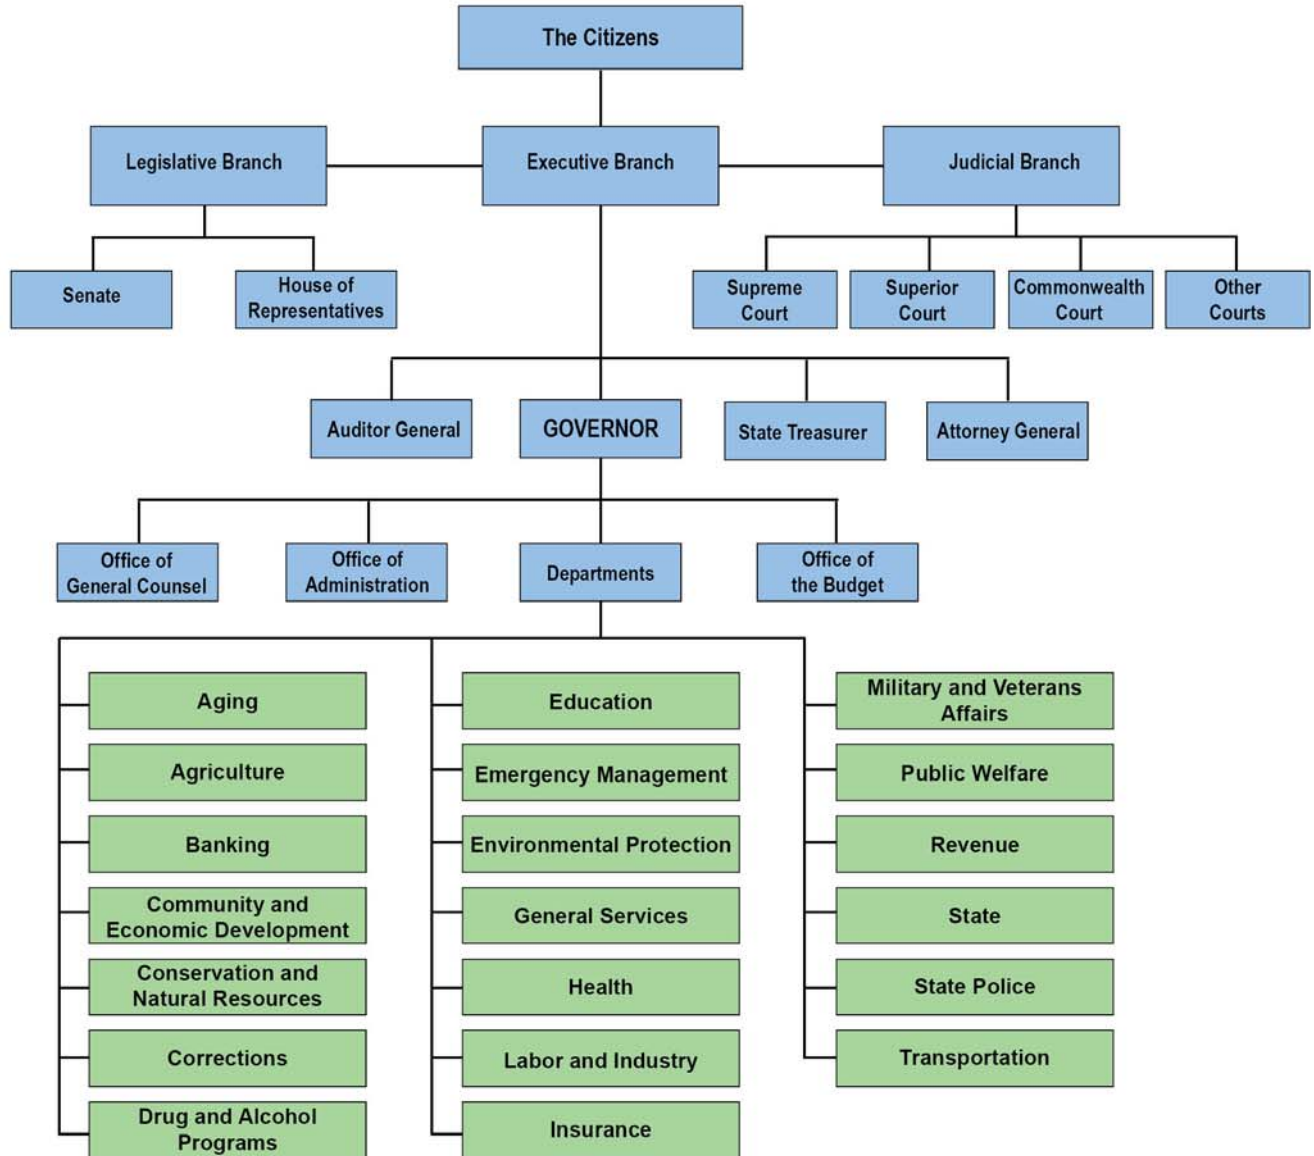 The Citizens
Legislative Branch
Executive Branch
Judicial Branch
Senate
House of
Representatives
Supreme
Court
Superior
Court
Commonwealth
Court
Other
Courts
Auditor General
GOVERNOR
State Treasurer
Attorney General
Office of
General Counsel
Office of
Administration
Departments
Office of
the Budget
Aging
Agriculture
Banking
Community and
Economic Development
Conservation and
Natural Resources
Corrections
Drug and Alcohol
Programs
Education
Emergency Management
Environmental Protection
General Services
Health
Labor and Industry
Insurance
Military and Veterans
Affairs
Public Welfare
Revenue
State
State Police
Transportation